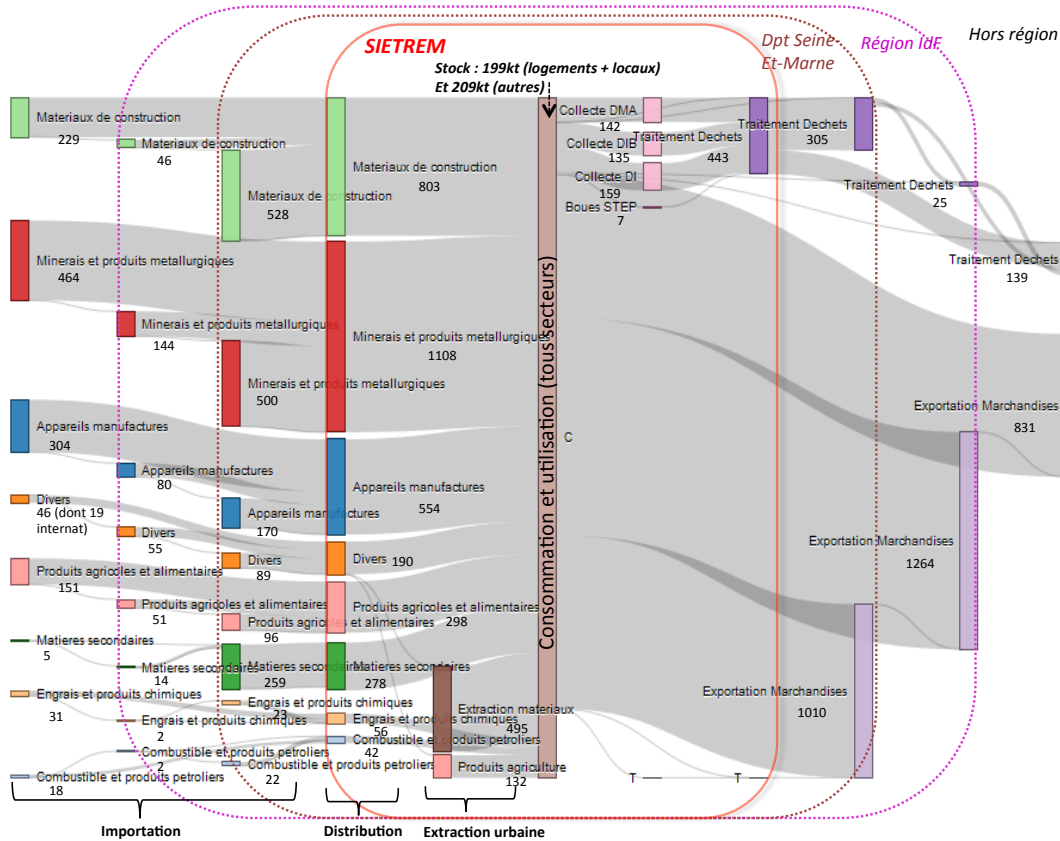 SIETREM
Dpt Seine-
Et-Marne
Région IdF
Hors région
Stock : 199kt (logements + locaux)
Et 209kt (autres)
Materiaux de construction
229
Materiaux de construction
46
Materiaux de construction
528
Materiaux de construction
803
Collecte DMA
142
Collecte DIB
135
Collecte DI
159
Boues STEP
7
Traitement Dechets
443
Traitement Dechets
305
Traitement Dechets
25
Traitement Dechets
139
Minerais et produits metallurgiques
464
Minerais et produits metallurgiques
144
Minerais et produits metallurgiques
500
Minerais et produits metallurgiques
1108
Consommation et utilisation (tous secteurs)
C
Appareils manufactures
304
Appareils manufactures
80
Appareils manufactures
170
Appareils manufactures
554
Exportation Marchandises
831
Exportation Marchandises
1264
Exportation Marchandises
1010
Divers
46 (dont 19
internat)
Divers
55
Divers
89
Divers 190
Produits agricoles et alimentaires
151
Produits agricoles et alimentaires
51
Produits agricoles et alimentaires
96
Produits agricoles et alimentaires
298
Matieres secondaires
5
Matieres secondaires
14
Matieres secondaires
259
Matieres secondaires
278
Engrais et produits chimiques
31
Engrais et produits chimiques
2
Engrais et produits chimiques
23
Engrais et produits chimiques
56
Extraction materiaux
495
Combustible et produits petroliers
18
Combustible et produits petroliers
2
Combustible et produits petroliers
22
Combustible et produits petroliers
42
Produits agriculture
132
T
T
Importation
Distribution
Extraction urbaine